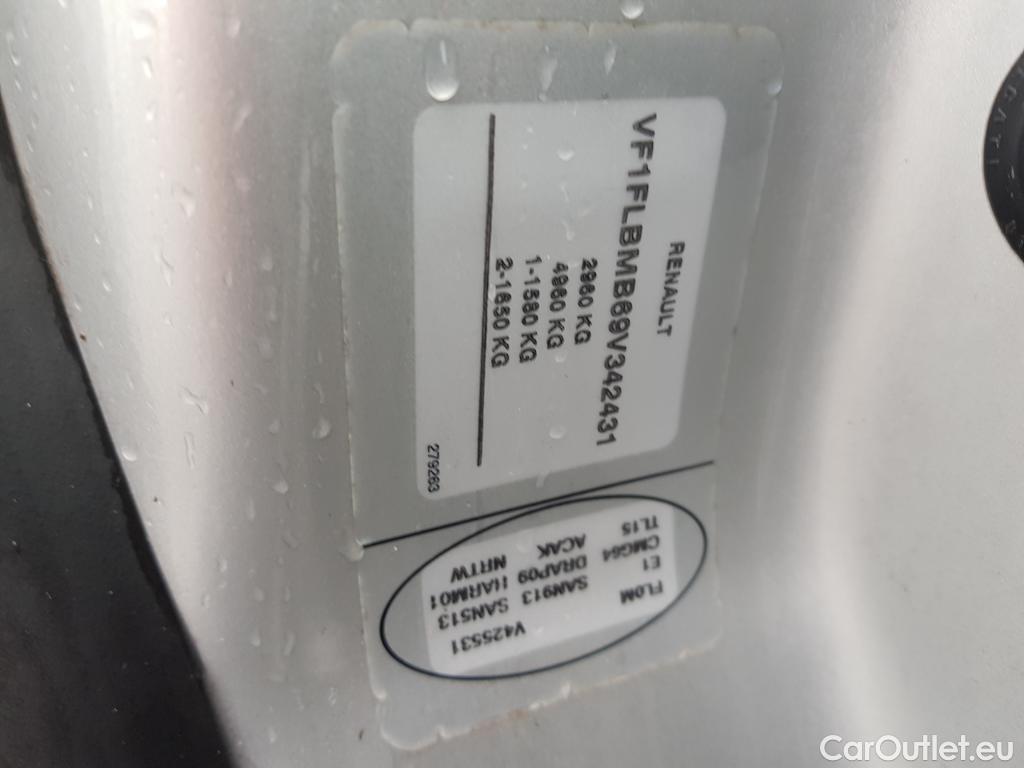 RENAULT
VF1FLBMB69V342431
2960 KG
4960 KG
1-1580 KG
2-1650 KG
279263
FL0M
E1
CMG64
TL15
SAN913
DRAP09
ACAK
SAN513
HARM01
NRTW
V425531
CarOutlet.eu